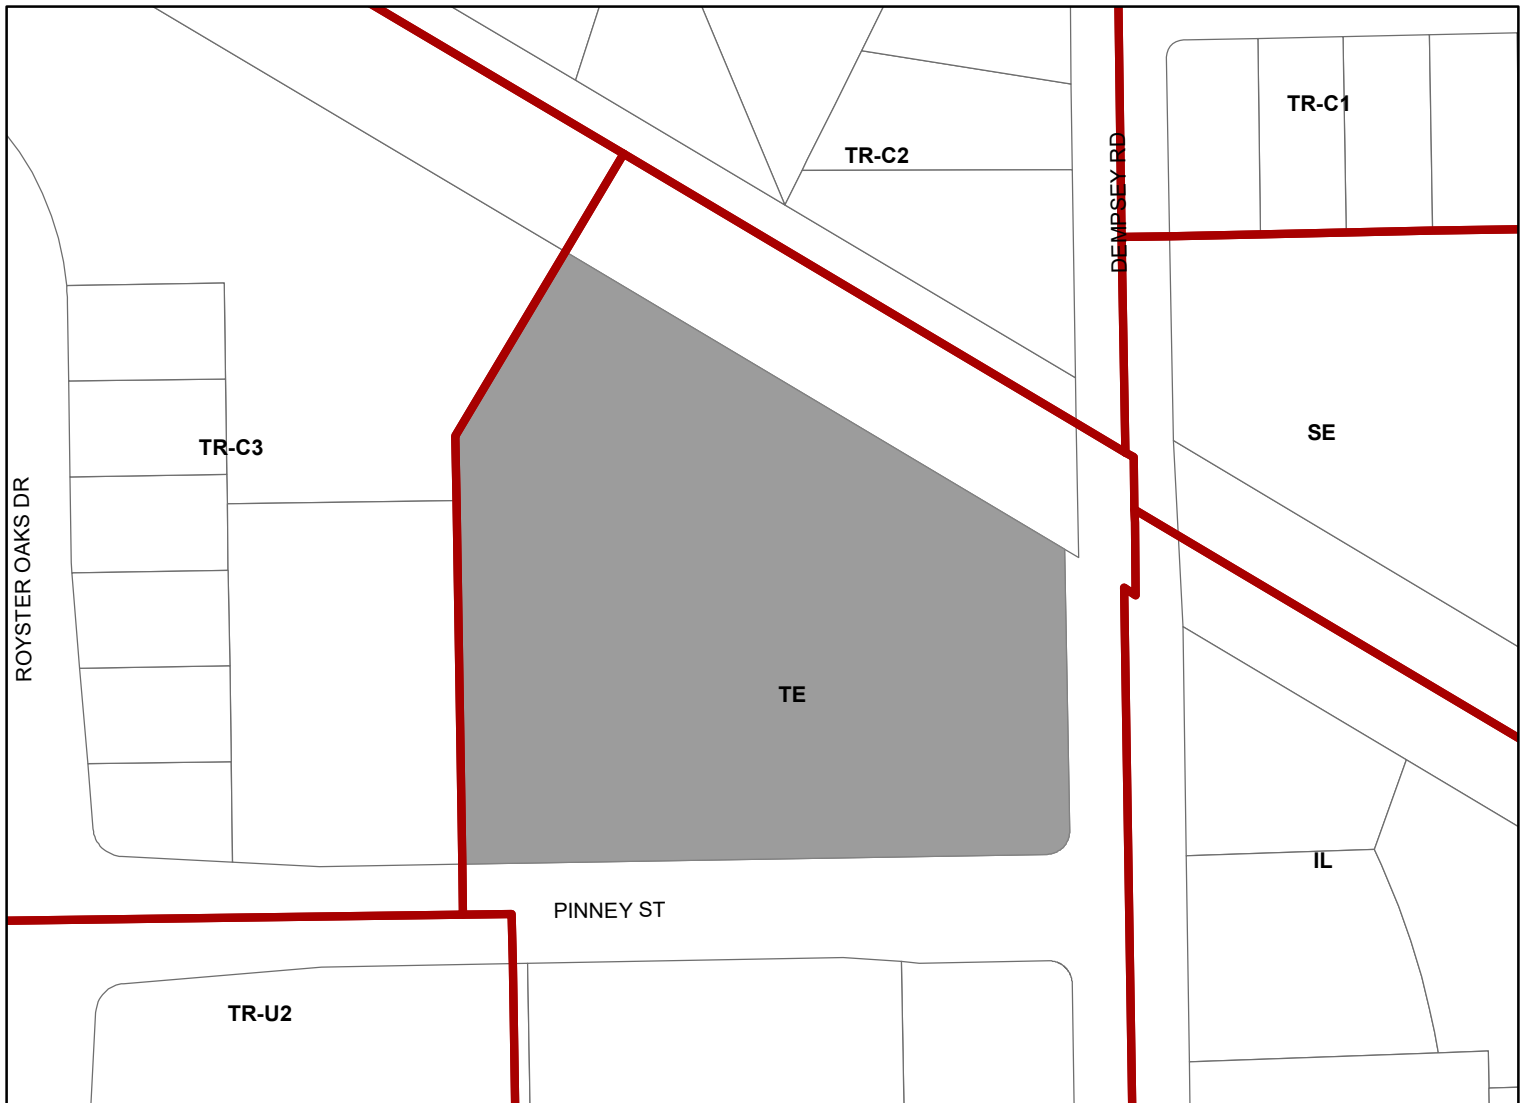 TR-C1
TR-C2
DEMPSEY RD
SE
TR-C3
ROYSTER OAKS DR
TE
IL
PINNEY ST
TR-U2